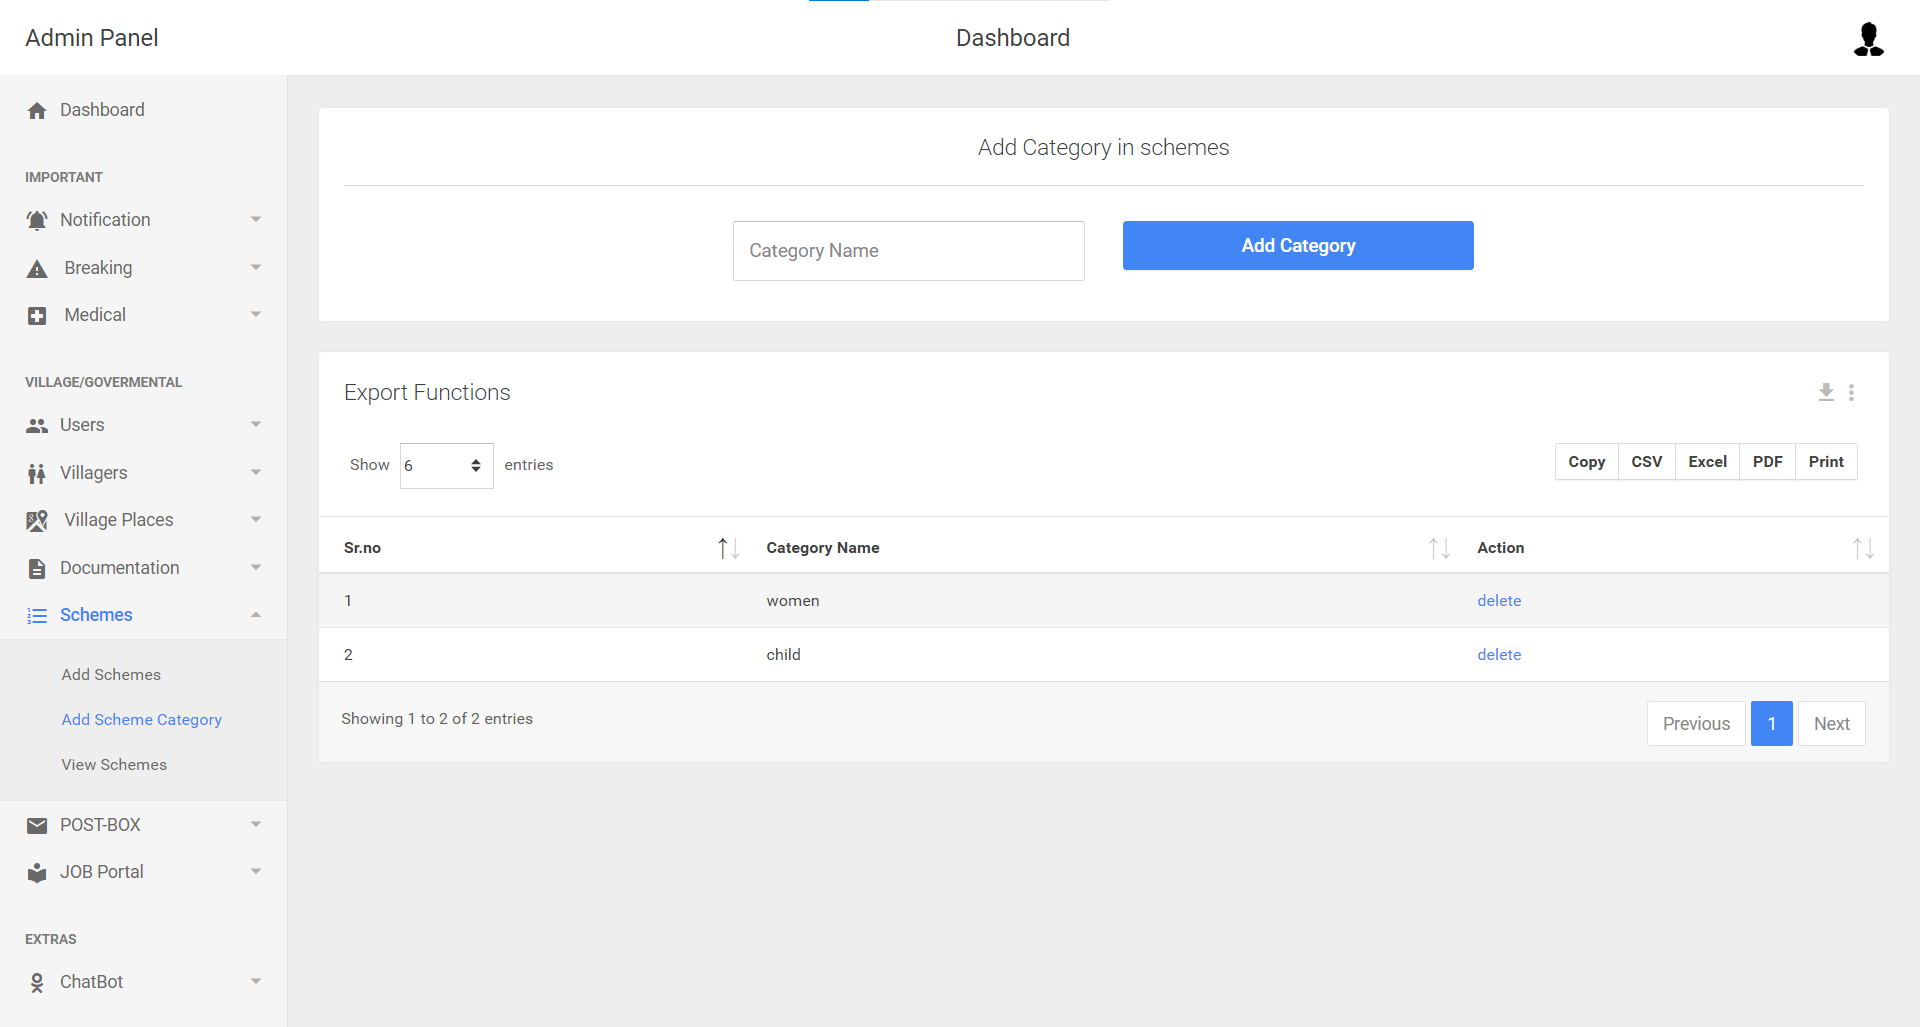 Admin Panel
Dashboard
Dashboard
IMPORTANT
Notification
Breaking
Medical
VILLAGE/GOVERMENTAL
Users
Villagers
Village Places
Documentation
Schemes
Add Schemes
Add Scheme Category
View Schemes
POST-BOX
JOB Portal
EXTRAS
ChatBot
Add Category in schemes
Category Name
Add Category
Export Functions
Show 6 entries
Copy CSV Excel PDF Print
Sr.no Category Name Action
1 women delete
2 child delete
Showing 1 to 2 of 2 entries
Previous 1 Next